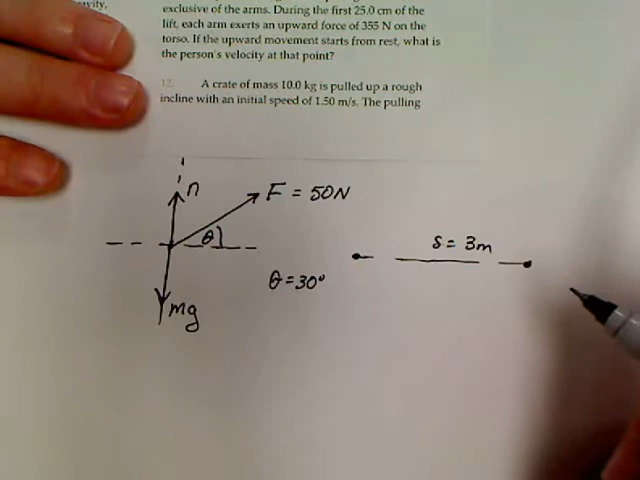 exclusive of the arms. During the first 25.0 cm of the
lift, each arm exerts an upward force of 355 N on the
torso. If the upward movement starts from rest, what is
the person's velocity at that point?
12. A crate of mass 10.0 kg is pulled up a rough
incline with an initial speed of 1.50 m/s. The pulling
n
F = 50N
θ
s = 3m
θ = 30°
mg